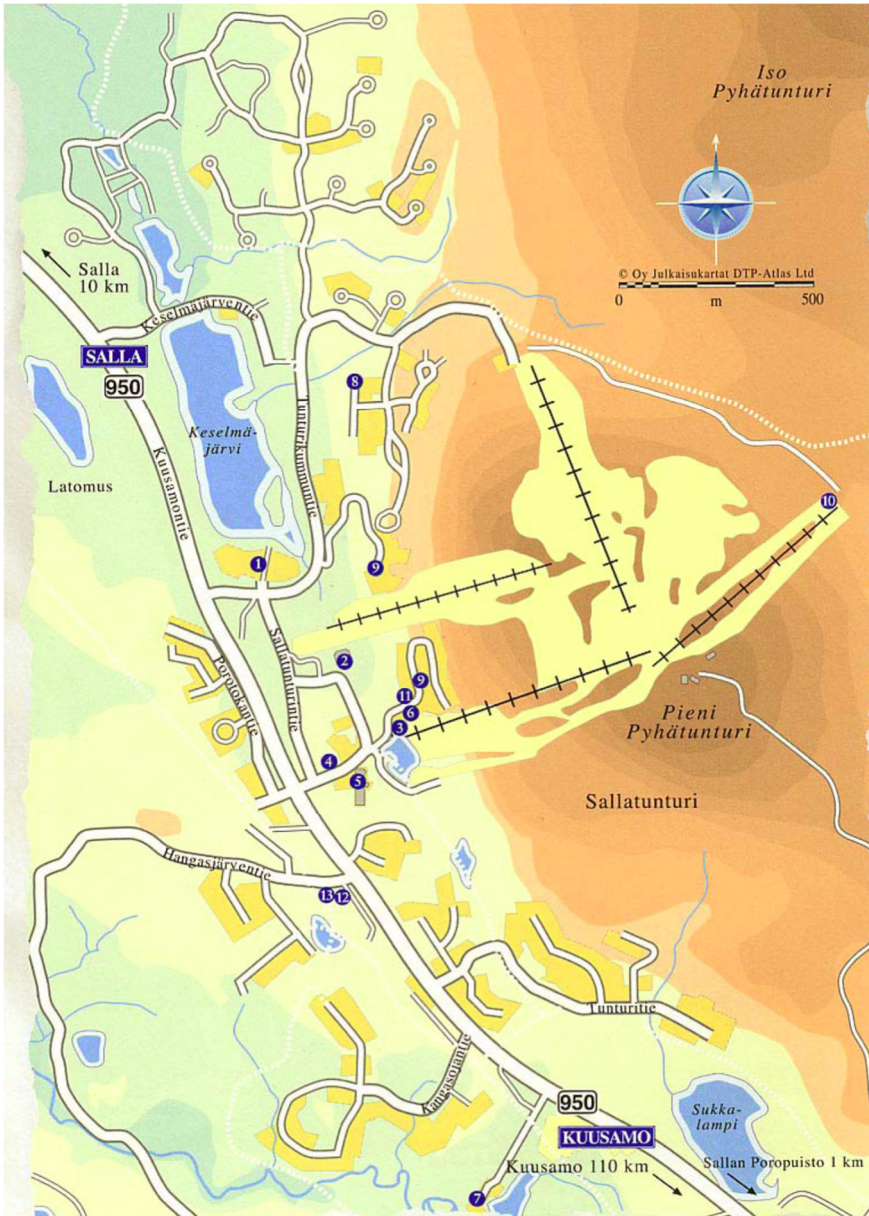 Iso
Pyhätunturi
© Oy Julkaisukartat DTP-Atlas Ltd
0 m 500
Salla
10 km
Keselmäjärventie
SALLA
950
8
Keselmä-
järvi
Tunturirummuntie
Kuusamontie
Latomus
10
1
9
Sallatunturintie
2
Porotokantie
9
11
6
3
Pieni
Pyhätunturi
4
5
Sallatunturi
Hangasjärventie
13
12
Tunturitie
Kangasojantie
950
KUUSAMO
Sukka-
lampi
Kuusamo 110 km
Sallan Poropuisto 1 km
7